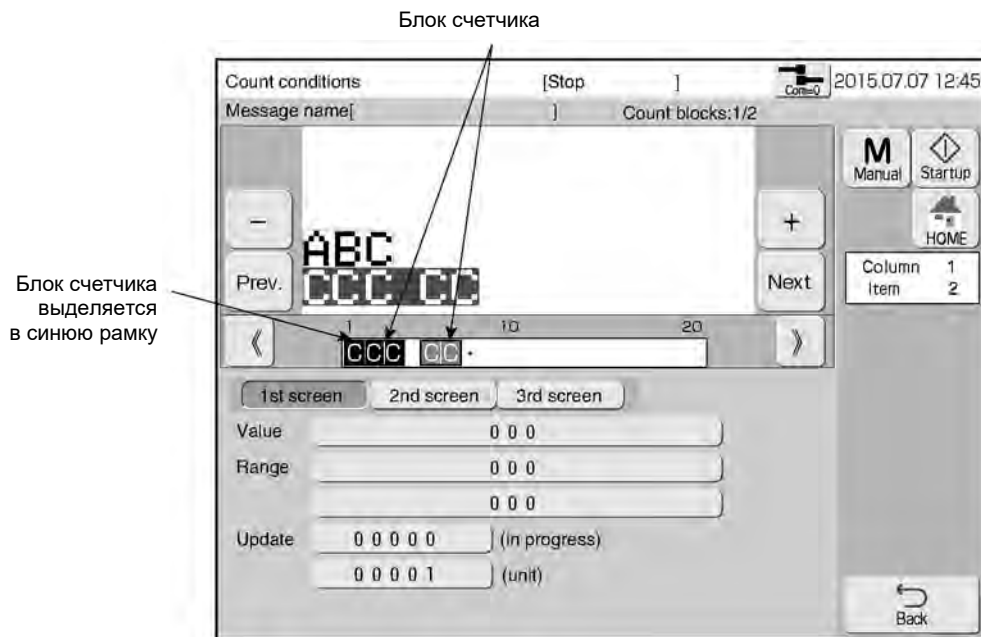 Блок счетчика
Count conditions [Stop ] Com=0 2015.07.07 12:45
Message name[ ] Count blocks:1/2
M
Manual
Startup
HOME
- +
ABC
Prev. CCC CC Next
Column 1
Item 2
Блок счетчика
выделяется
в синюю рамку
1 10 20
《 CCC CC · 》
1st screen 2nd screen 3rd screen
Value 0 0 0
Range 0 0 0
0 0 0
Update 0 0 0 0 0 (in progress)
0 0 0 0 1 (unit)
Back